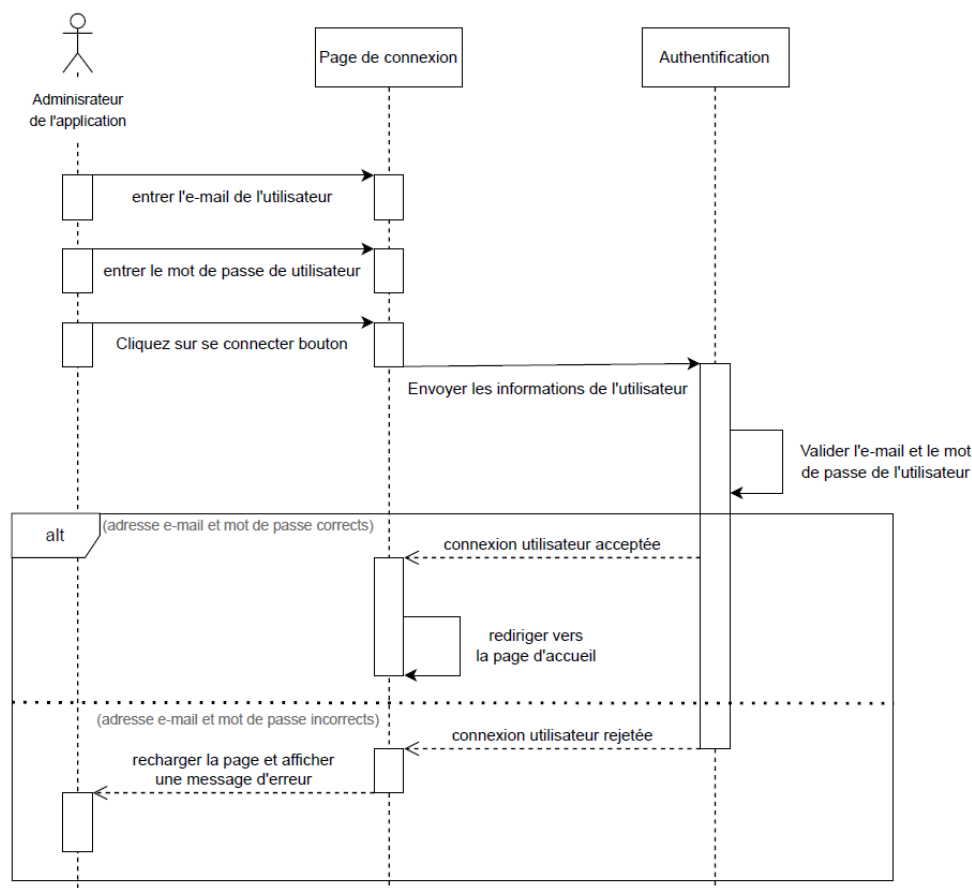 Adminisrateur
de l'application
Page de connexion
Authentification
entrer l'e-mail de l'utilisateur
entrer le mot de passe de utilisateur
Cliquez sur se connecter bouton
Envoyer les informations de l'utilisateur
Valider l'e-mail et le mot
de passe de l'utilisateur
alt
(adresse e-mail et mot de passe corrects)
connexion utilisateur acceptée
rediriger vers
la page d'accueil
(adresse e-mail et mot de passe incorrects)
connexion utilisateur rejetée
recharger la page et afficher
une message d'erreur